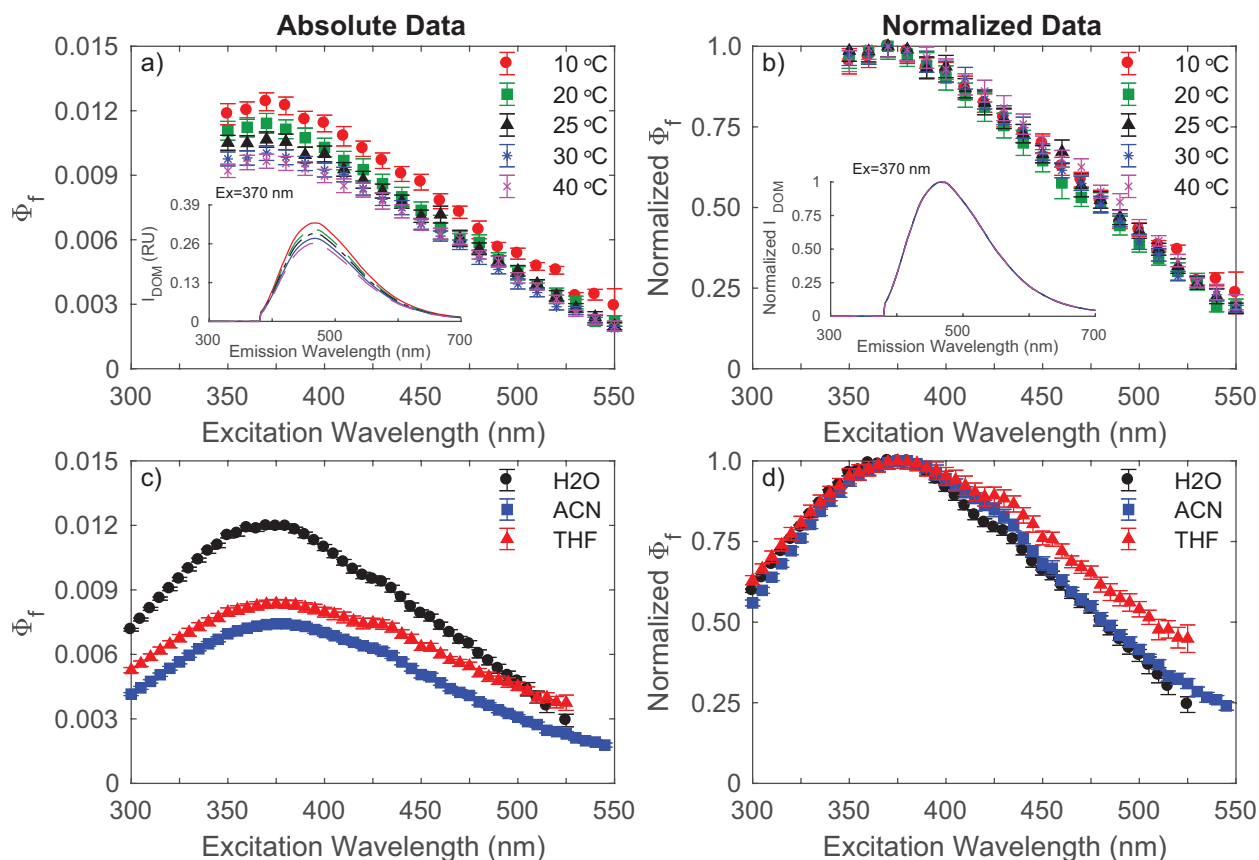 Absolute Data
Normalized Data
a)
10 °C
20 °C
25 °C
30 °C
40 °C
0.015
0.012
0.009
0.006
0.003
0
Φf
Ex=370 nm
0.39
0.26
0.13
0
I_DOM (RU)
300
500
700
Emission Wavelength (nm)
300
350
400
450
500
550
Excitation Wavelength (nm)
b)
10 °C
20 °C
25 °C
30 °C
40 °C
1.0
0.75
0.50
0.25
0
Normalized Φf
Ex=370 nm
1
0.75
0.50
0.25
0
Normalized I_DOM
300
500
700
Emission Wavelength (nm)
300
350
400
450
500
550
Excitation Wavelength (nm)
c)
H2O
ACN
THF
0.015
0.012
0.009
0.006
0.003
0
Φf
300
350
400
450
500
550
Excitation Wavelength (nm)
d)
H2O
ACN
THF
1.0
0.75
0.50
0.25
0
Normalized Φf
300
350
400
450
500
550
Excitation Wavelength (nm)